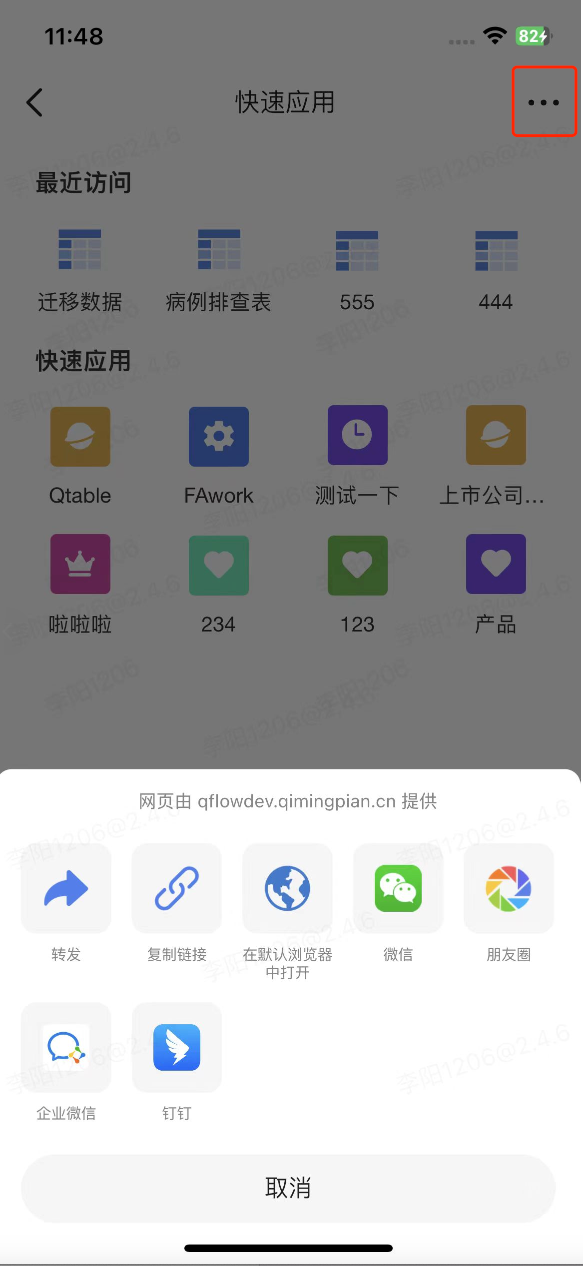 11:48
82
快速应用
最近访问
迁移数据
病例排查表
555
444
快速应用
Qtable
FAwork
测试一下
上市公司...
啦啦啦
234
123
产品
网页由 qflowdev.qimingpian.cn 提供
转发
复制链接
在默认浏览器
中打开
微信
朋友圈
企业微信
钉钉
取消
李阳1206@2.4.6